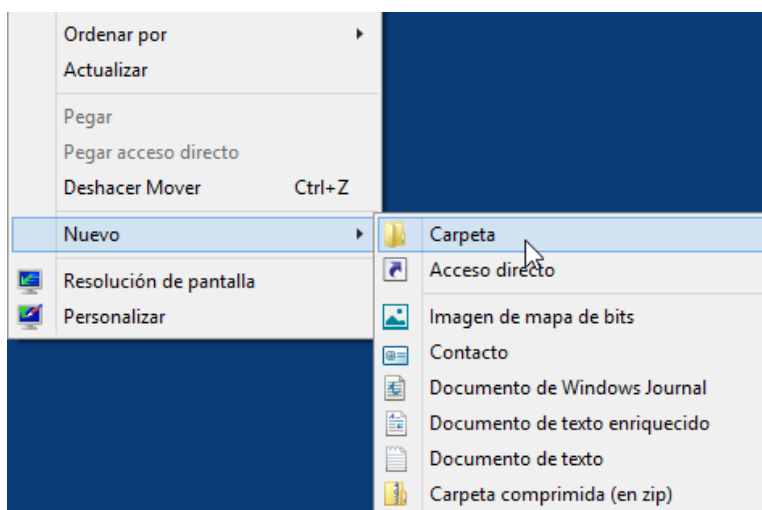 Ordenar por
Actualizar
Pegar
Pegar acceso directo
Deshacer Mover Ctrl+Z
Nuevo
Resolución de pantalla
Personalizar
Carpeta
Acceso directo
Imagen de mapa de bits
Contacto
Documento de Windows Journal
Documento de texto enriquecido
Documento de texto
Carpeta comprimida (en zip)